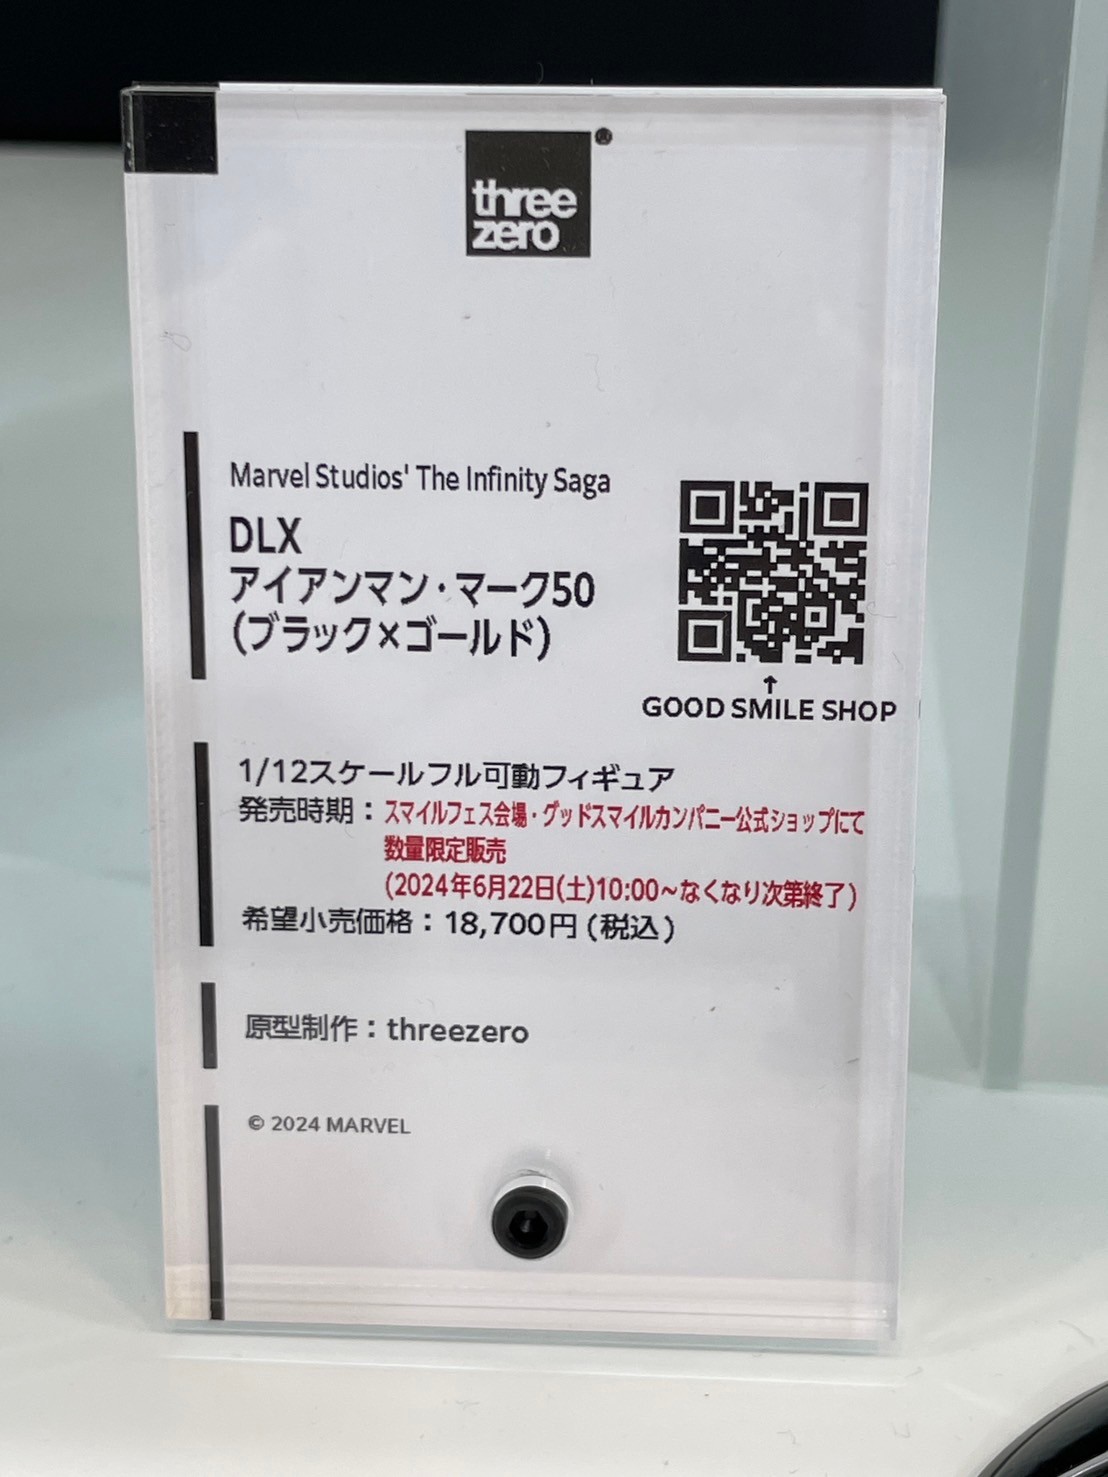 three
zero
®
Marvel Studios' The Infinity Saga
DLX
アイアンマン・マーク50
(ブラック×ゴールド)
↑
GOOD SMILE SHOP
1/12スケールフル可動フィギュア
発売時期：スマイルフェス会場・グッドスマイルカンパニー公式ショップにて
数量限定販売
(2024年6月22日(土)10:00～なくなり次第終了)
希望小売価格：18,700円(税込)
原型制作：threezero
© 2024 MARVEL